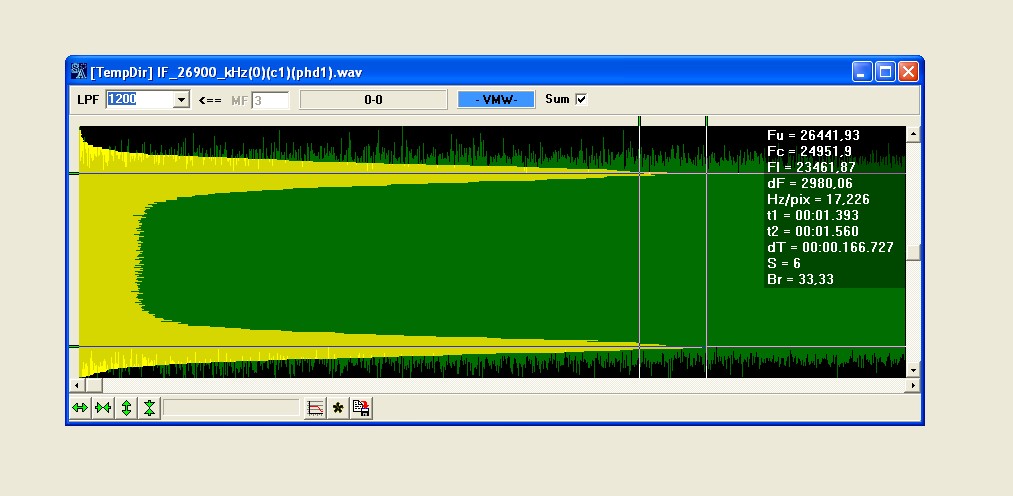 SA [TempDir] IF_26900_kHz(0)(c1)(phd1).wav
LPF 1200 <== MF 3 0-0 - VMW- Sum
Fu = 26441,93
Fc = 24951,9
Fl = 23461,87
dF = 2980,06
Hz/pix = 17,226
t1 = 00:01.393
t2 = 00:01.560
dT = 00:00.166.727
S = 6
Br = 33,33